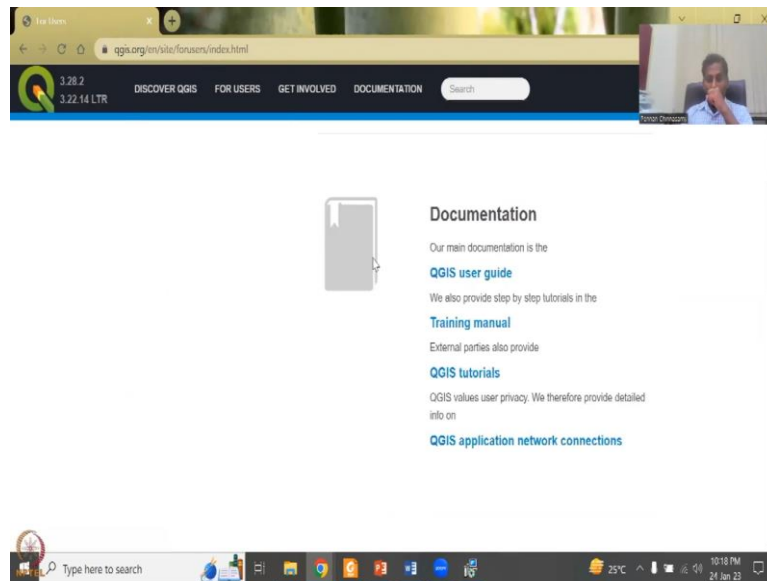 For Users
qgis.org/en/site/forusers/index.html
3.28.2
3.22.14 LTR
DISCOVER QGIS FOR USERS GET INVOLVED DOCUMENTATION Search
Documentation
Our main documentation is the
QGIS user guide
We also provide step by step tutorials in the
Training manual
External parties also provide
QGIS tutorials
QGIS values user privacy. We therefore provide detailed
info on
QGIS application network connections
NPTEL
Type here to search
25°C
10:18 PM
24 Jan 23